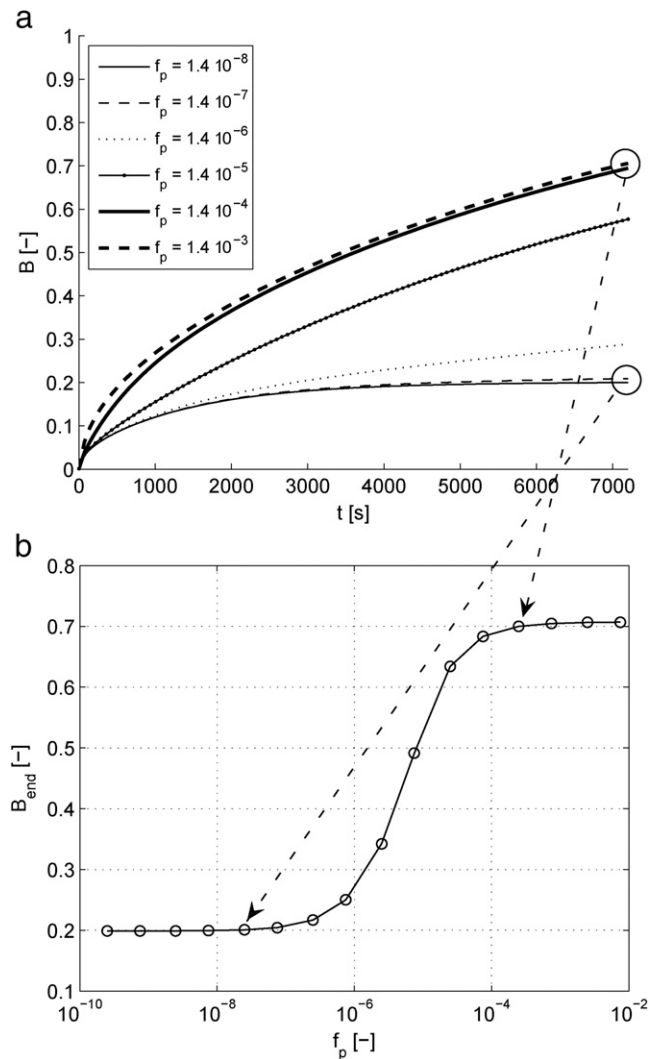 a
1
0.9
0.8
0.7
0.6
0.5
0.4
0.3
0.2
0.1
0
B [-]
f_p = 1.4 10^-8
f_p = 1.4 10^-7
f_p = 1.4 10^-6
f_p = 1.4 10^-5
f_p = 1.4 10^-4
f_p = 1.4 10^-3
0 1000 2000 3000 4000 5000 6000 7000
t [s]
b
0.8
0.7
0.6
0.5
0.4
0.3
0.2
0.1
B_end [-]
10^-10 10^-8 10^-6 10^-4 10^-2
f_p [-]